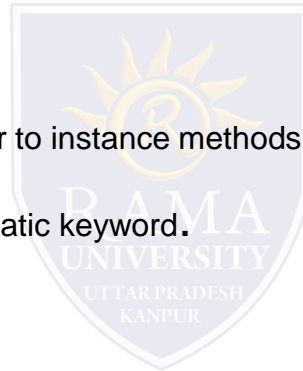 r to instance methods
RAMA
atic keyword.
UNIVERSITY
UTTAR PRADESH
KANPUR